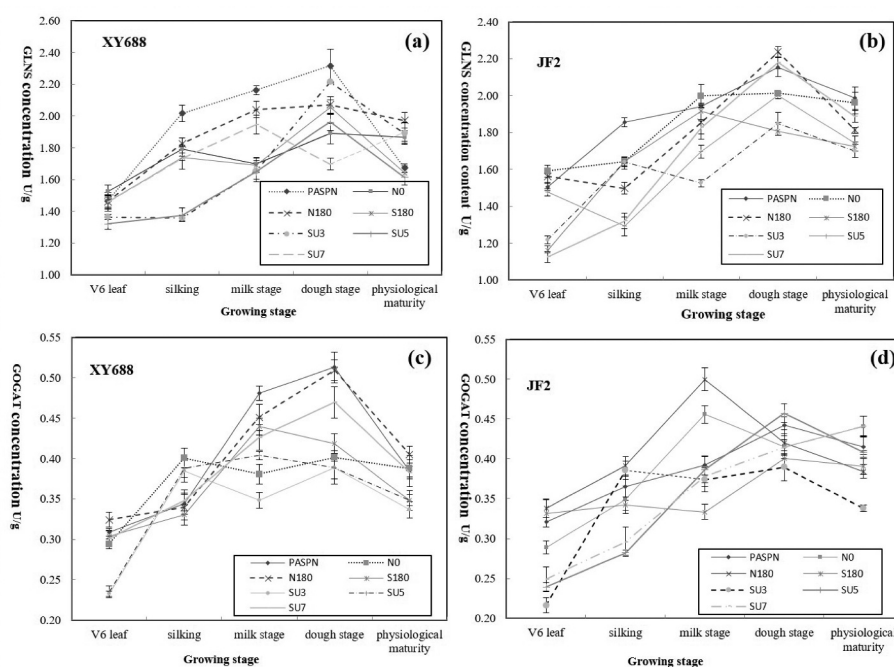 XY688
(a)
GLNS concentration U/g
2.60
2.40
2.20
2.00
1.80
1.60
1.40
1.20
1.00
PASPN
N0
N180
S180
SU3
SU5
SU7
V6 leaf
silking
milk stage
dough stage
physiological
maturity
Growing stage
JF2
(b)
GLNS concentration content U/g
2.40
2.20
2.00
1.80
1.60
1.40
1.20
1.00
PASPN
N0
N180
S180
SU3
SU5
SU7
V6 leaf
silking
milk stage
dough stage
physiological
maturity
Growing stage
XY688
(c)
GOGAT concentration U/g
0.55
0.50
0.45
0.40
0.35
0.30
0.25
0.20
PASPN
N0
N180
S180
SU3
SU5
SU7
V6 leaf
silking
milk stage
dough stage
physiological
maturity
Growing stage
JF2
(d)
GOGAT concentration U/g
0.55
0.50
0.45
0.40
0.35
0.30
0.25
0.20
PASPN
N0
N180
S180
SU3
SU5
SU7
V6 leaf
silking
milk stage
dough stage
physiological
maturity
Growing stage